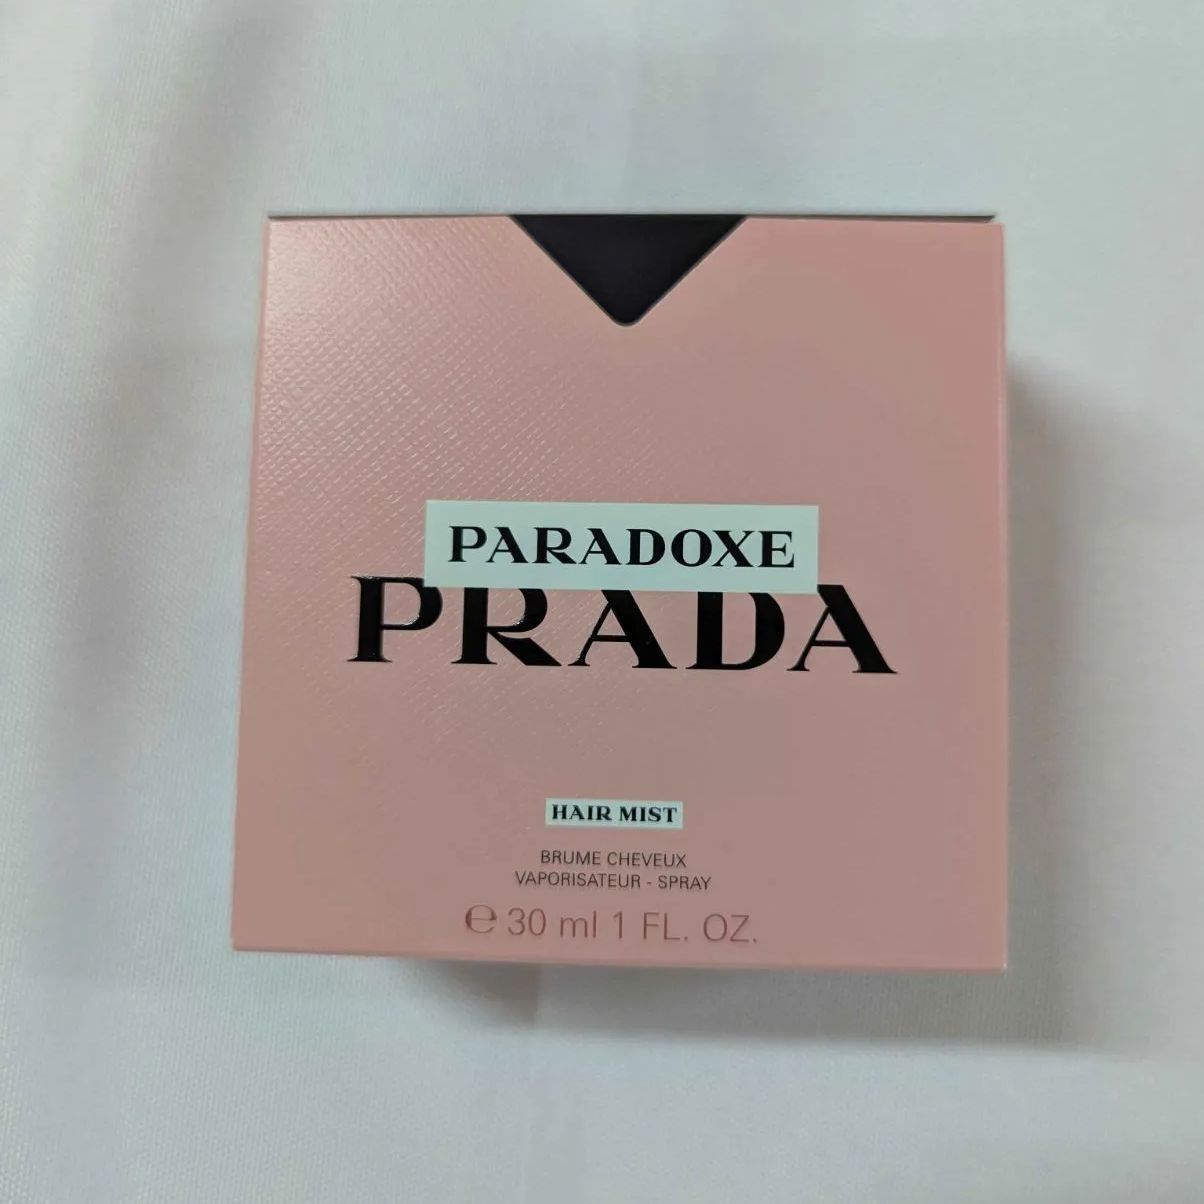 PARADOXE
PRADA
HAIR MIST
BRUME CHEVEUX
VAPORISATEUR - SPRAY
℮ 30 ml 1 FL. OZ.